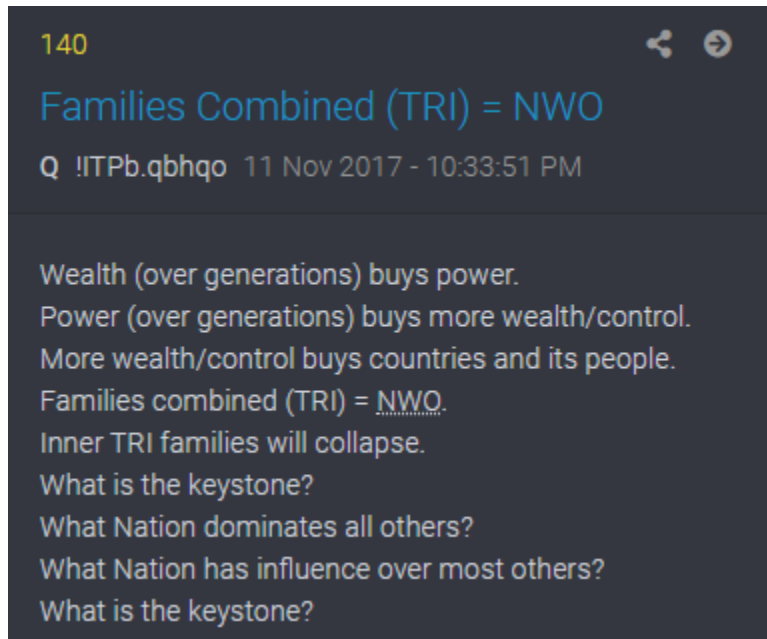 140
Families Combined (TRI) = NWO
Q !ITPb.qbhqo 11 Nov 2017 - 10:33:51 PM
Wealth (over generations) buys power.
Power (over generations) buys more wealth/control.
More wealth/control buys countries and its people.
Families combined (TRI) = NWO.
Inner TRI families will collapse.
What is the keystone?
What Nation dominates all others?
What Nation has influence over most others?
What is the keystone?